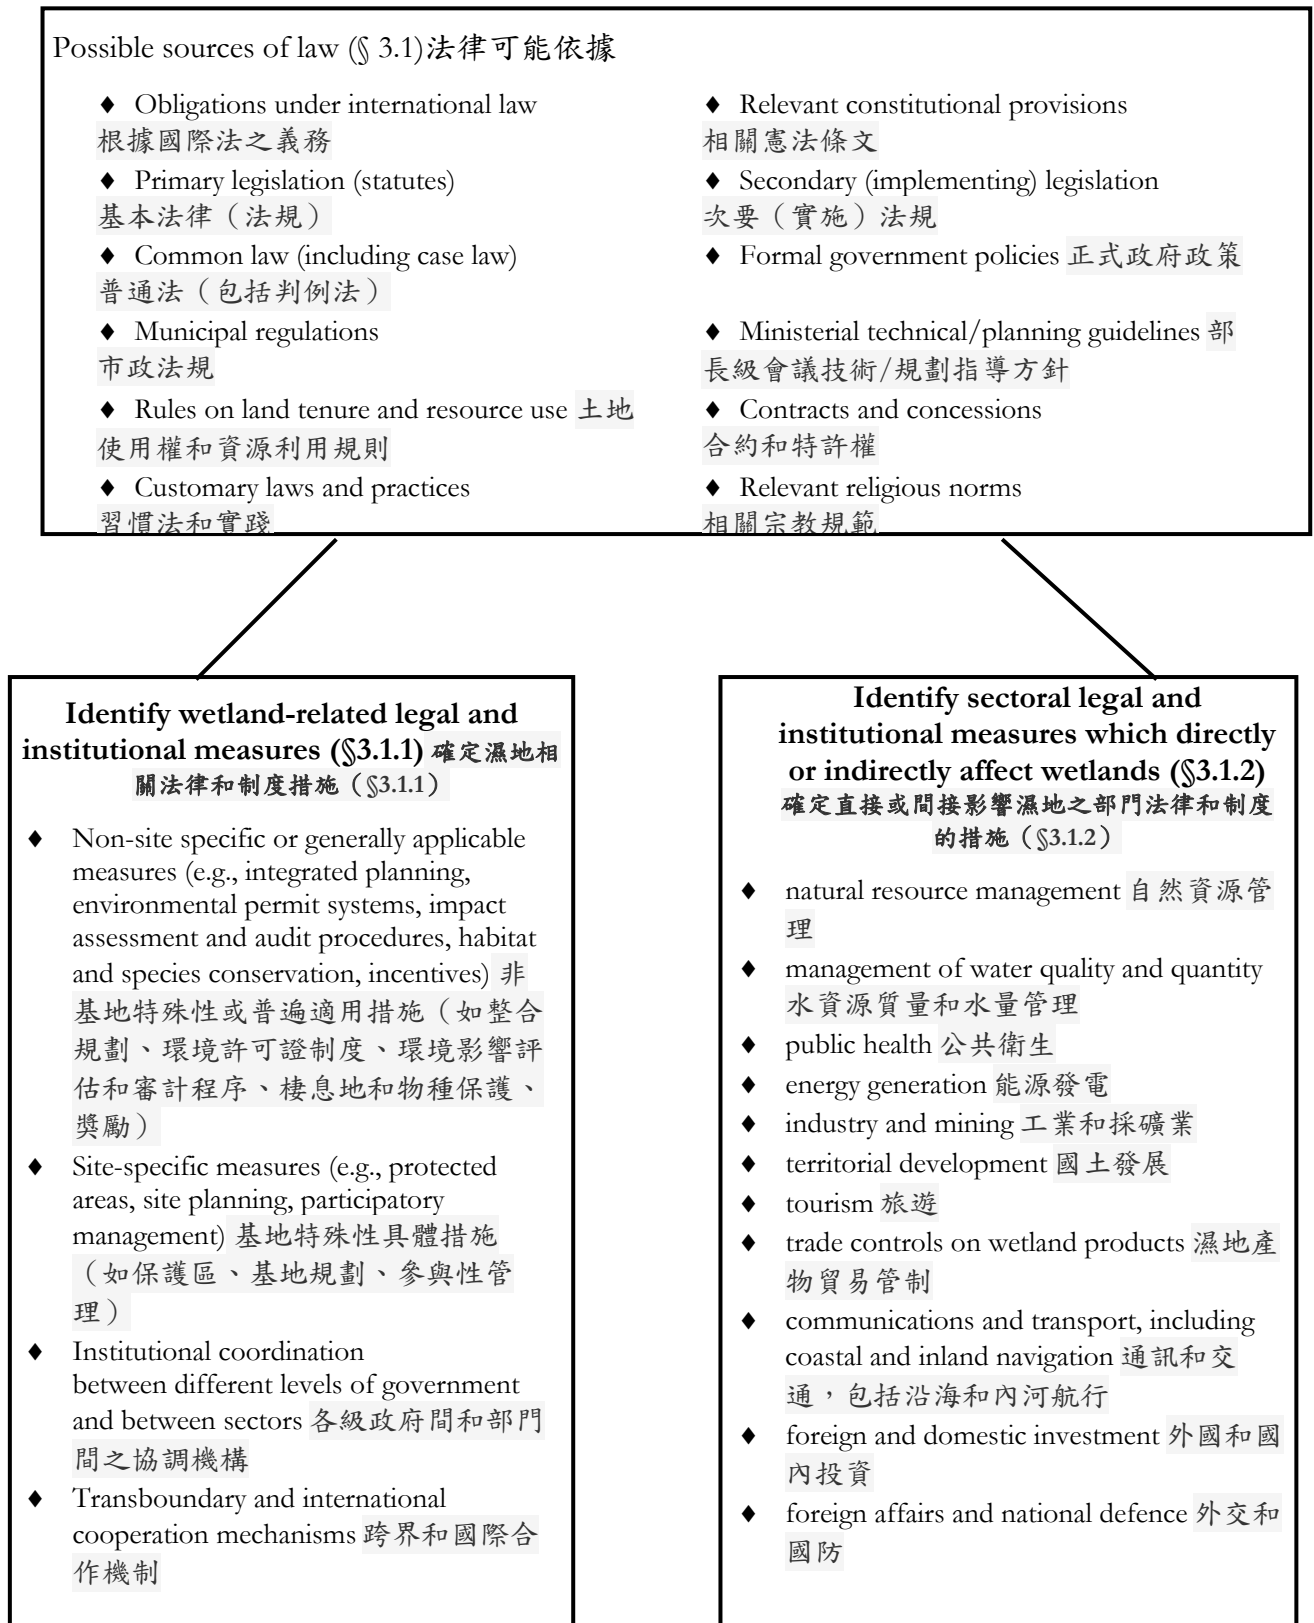 Possible sources of law (§ 3.1)法律可能依據
♦ Obligations under international law
根據國際法之義務
♦ Primary legislation (statutes)
基本法律（法規）
♦ Common law (including case law)
普通法（包括判例法）
♦ Municipal regulations
市政法規
♦ Rules on land tenure and resource use 土地
使用權和資源利用規則
♦ Customary laws and practices
習慣法和實踐
♦ Relevant constitutional provisions
相關憲法條文
♦ Secondary (implementing) legislation
次要（實施）法規
♦ Formal government policies 正式政府政策
♦ Ministerial technical/planning guidelines 部
長級會議技術/規劃指導方針
♦ Contracts and concessions
合約和特許權
♦ Relevant religious norms
相關宗教規範
Identify wetland-related legal and
institutional measures (§3.1.1) 確定濕地相
關法律和制度措施（§3.1.1）
♦ Non-site specific or generally applicable
measures (e.g., integrated planning,
environmental permit systems, impact
assessment and audit procedures, habitat
and species conservation, incentives) 非
基地特殊性或普遍適用措施（如整合
規劃、環境許可證制度、環境影響評
估和審計程序、棲息地和物種保護、
獎勵）
♦ Site-specific measures (e.g., protected
areas, site planning, participatory
management) 基地特殊性具體措施
（如保護區、基地規劃、參與性管
理）
♦ Institutional coordination
between different levels of government
and between sectors 各級政府間和部門
間之協調機構
♦ Transboundary and international
cooperation mechanisms 跨界和國際合
作機制
Identify sectoral legal and
institutional measures which directly
or indirectly affect wetlands (§3.1.2)
確定直接或間接影響濕地之部門法律和制度
的措施（§3.1.2）
♦ natural resource management 自然資源管
理
♦ management of water quality and quantity
水資源質量和水量管理
♦ public health 公共衛生
♦ energy generation 能源發電
♦ industry and mining 工業和採礦業
♦ territorial development 國土發展
♦ tourism 旅遊
♦ trade controls on wetland products 濕地產
物貿易管制
♦ communications and transport, including
coastal and inland navigation 通訊和交
通，包括沿海和內河航行
♦ foreign and domestic investment 外國和國
內投資
♦ foreign affairs and national defence 外交和
國防